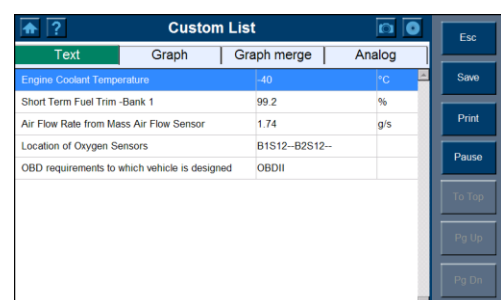 ? Custom List
Text Graph Graph merge Analog
Engine Coolant Temperature -40 °C
Short Term Fuel Trim -Bank 1 99.2 %
Air Flow Rate from Mass Air Flow Sensor 1.74 g/s
Location of Oxygen Sensors B1S12--B2S12--
OBD requirements to which vehicle is designed OBDII
Esc
Save
Print
Pause
To Top
Pg Up
Pg Dn